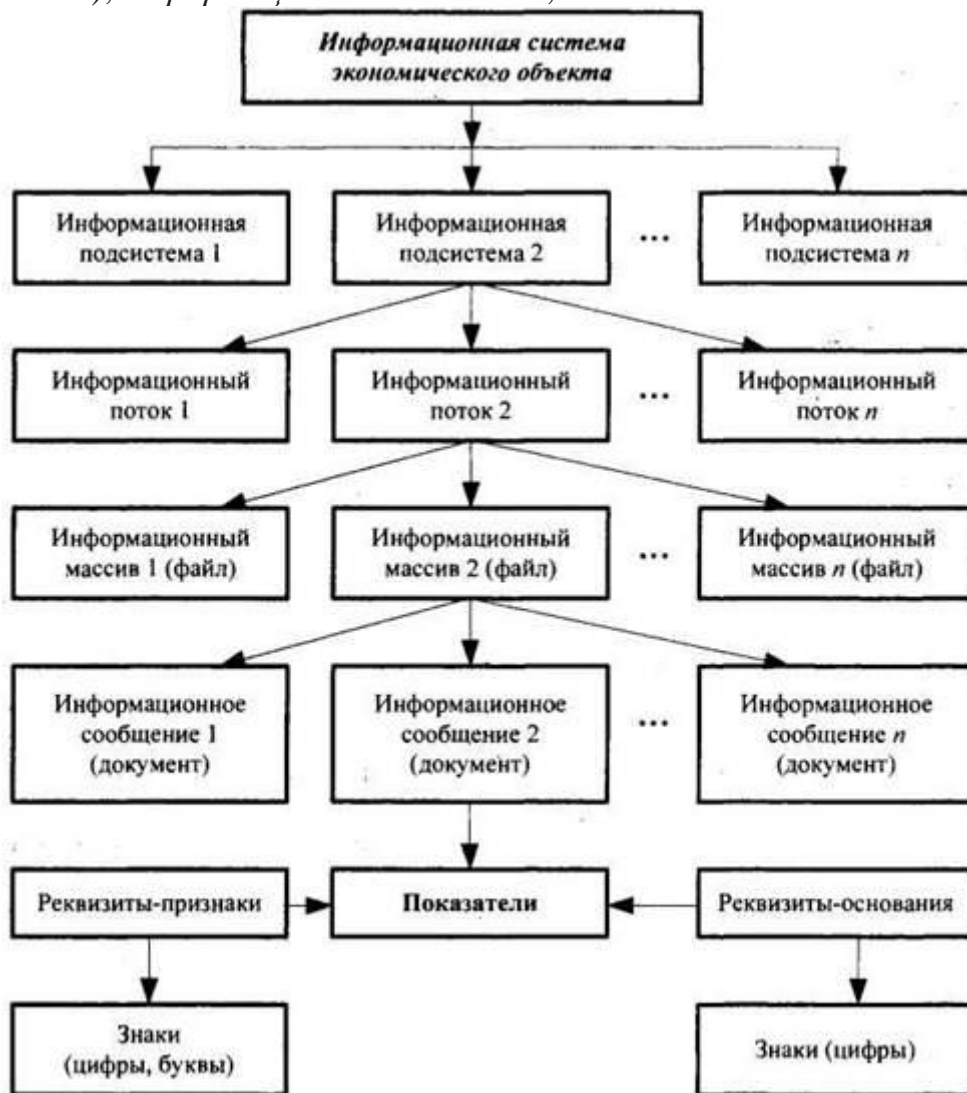 Информационная система
экономического объекта
Информационная
подсистема 1
Информационная
подсистема 2
...
Информационная
подсистема n
Информационный
поток 1
Информационный
поток 2
...
Информационный
поток n
Информационный
массив 1 (файл)
Информационный
массив 2 (файл)
...
Информационный
массив n (файл)
Информационное
сообщение 1
(документ)
Информационное
сообщение 2
(документ)
...
Информационное
сообщение n
(документ)
Реквизиты-признаки
Показатели
Реквизиты-основания
Знаки
(цифры, буквы)
Знаки (цифры)